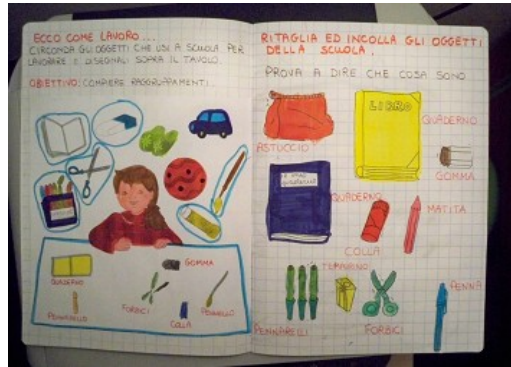 ECCO COME LAVORO...
CIRCONDA GLI OGGETTI CHE USI A SCUOLA PER
LAVORARE E DISEGNALI SOPRA IL TAVOLO.
OBIETTIVO: COMPIERE RAGGRUPPAMENTI.
QUADERNO
GOMMA
PENNARELLO
FORBICI
COLLA
PENNELLO
RITAGLIA ED INCOLLA GLI OGGETTI
DELLA SCUOLA.
PROVA A DIRE CHE COSA SONO
LIBRO
QUADERNO
ASTUCCIO
GOMMA
QUADERNO
MATITA
COLLA
TEMPERINO
PENNA
PENNARELLI
FORBICI